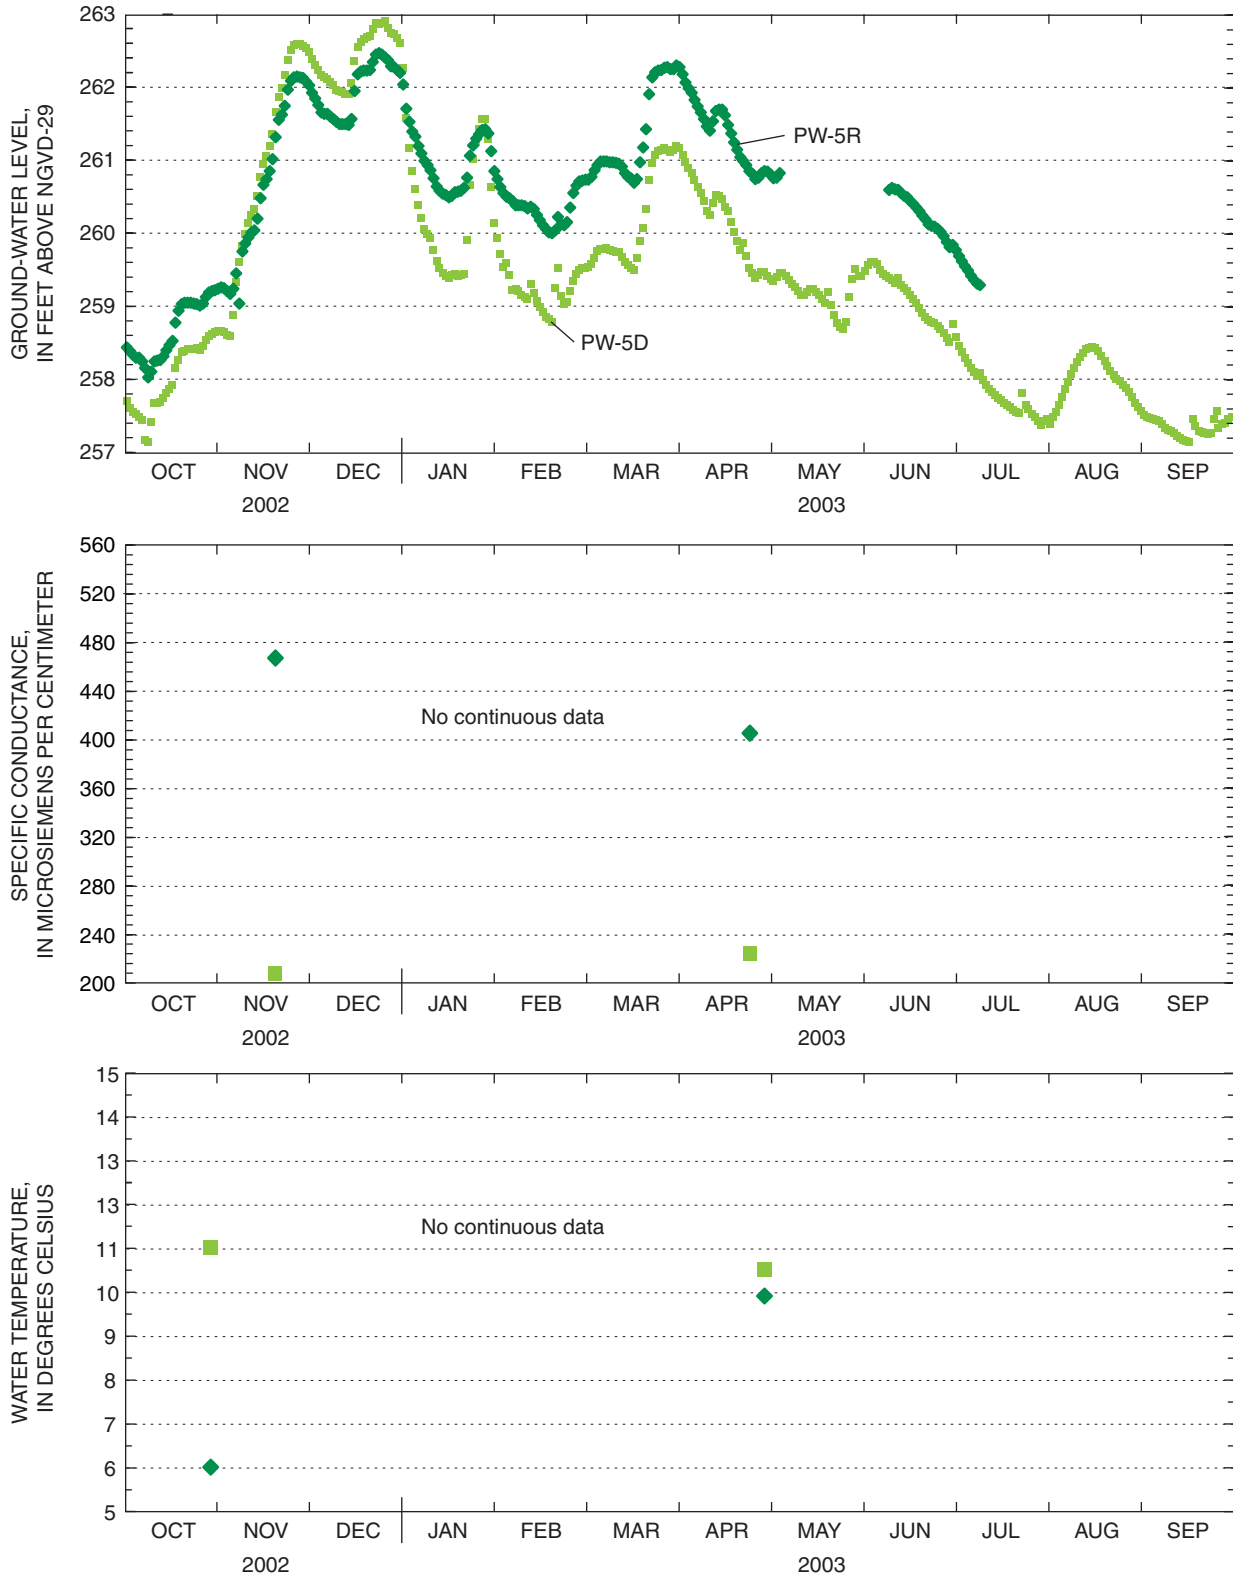 GROUND-WATER LEVEL,
IN FEET ABOVE NGVD-29
263
262
261
260
259
258
257
PW-5R
PW-5D
OCT NOV DEC JAN FEB MAR APR MAY JUN JUL AUG SEP
2002 2003
SPECIFIC CONDUCTANCE,
IN MICROSIEMENS PER CENTIMETER
560
520
480
440
400
360
320
280
240
200
No continuous data
OCT NOV DEC JAN FEB MAR APR MAY JUN JUL AUG SEP
2002 2003
WATER TEMPERATURE,
IN DEGREES CELSIUS
15
14
13
13
11
10
9
8
7
6
5
No continuous data
OCT NOV DEC JAN FEB MAR APR MAY JUN JUL AUG SEP
2002 2003